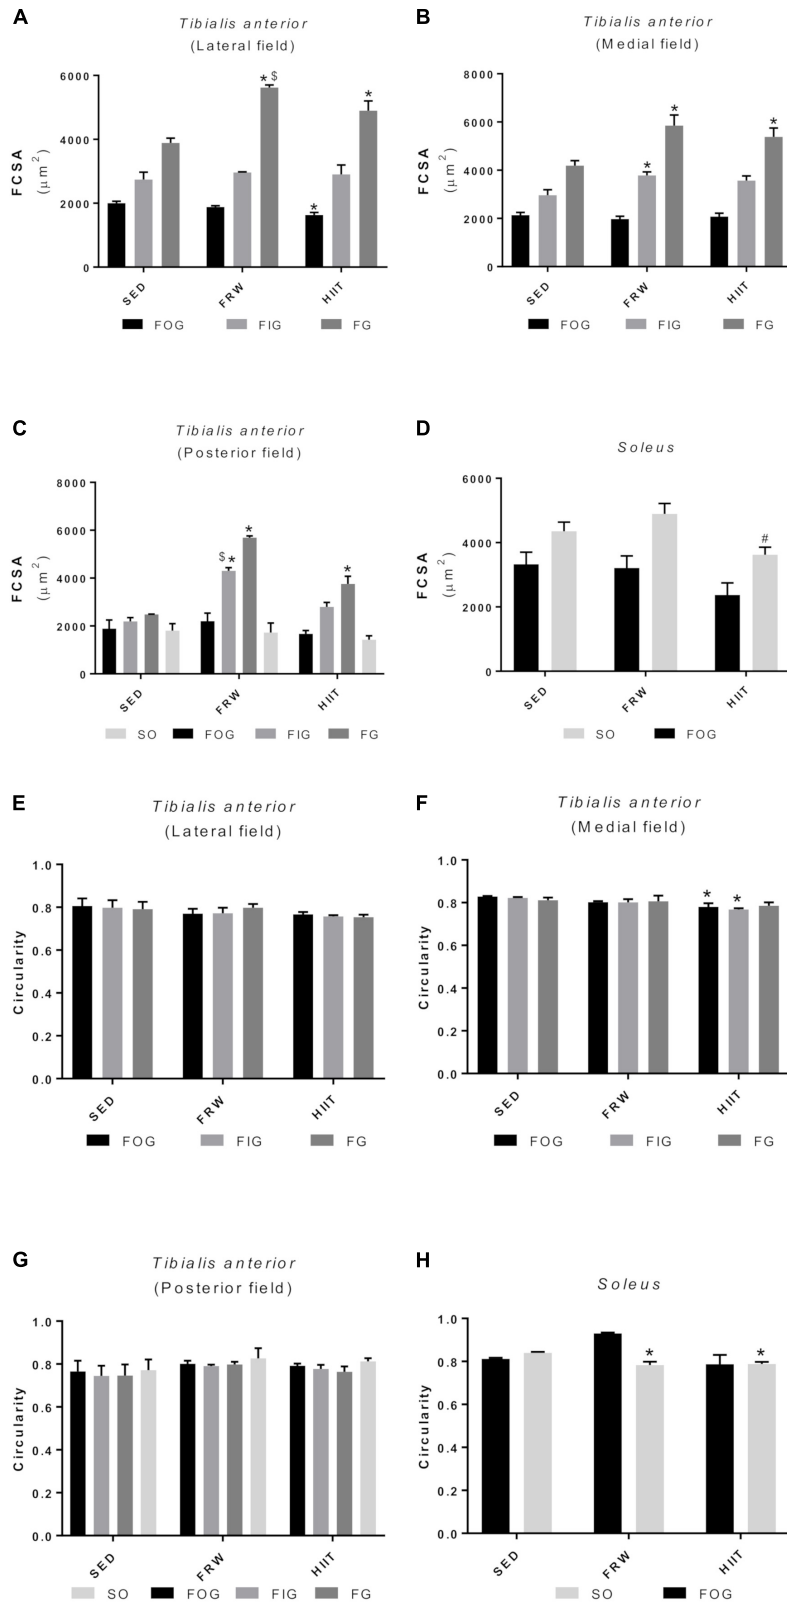 A
Tibialis anterior
(Lateral field)
6000
4000
2000
0
FCSA
(µm²)
* $
*
*
SED
FRW
HIIT
FOG FIG FG
B
Tibialis anterior
(Medial field)
8000
6000
4000
2000
0
FCSA
(µm²)
*
*
*
SED
FRW
HIIT
FOG FIG FG
C
Tibialis anterior
(Posterior field)
8000
6000
4000
2000
0
FCSA
(µm²)
$ *
*
*
SED
FRW
HIIT
SO FOG FIG FG
D
Soleus
6000
4000
2000
0
FCSA
(µm²)
#
SED
FRW
HIIT
SO FOG
E
Tibialis anterior
(Lateral field)
1.0
0.8
0.6
0.4
0.2
0.0
Circularity
SED
FRW
HIIT
FOG FIG FG
F
Tibialis anterior
(Medial field)
1.0
0.8
0.6
0.4
0.2
0.0
Circularity
* *
SED
FRW
HIIT
FOG FIG FG
G
Tibialis anterior
(Posterior field)
1.0
0.8
0.6
0.4
0.2
0.0
Circularity
SED
FRW
HIIT
SO FOG FIG FG
H
Soleus
1.0
0.8
0.6
0.4
0.2
0.0
Circularity
* *
SED
FRW
HIIT
SO FOG